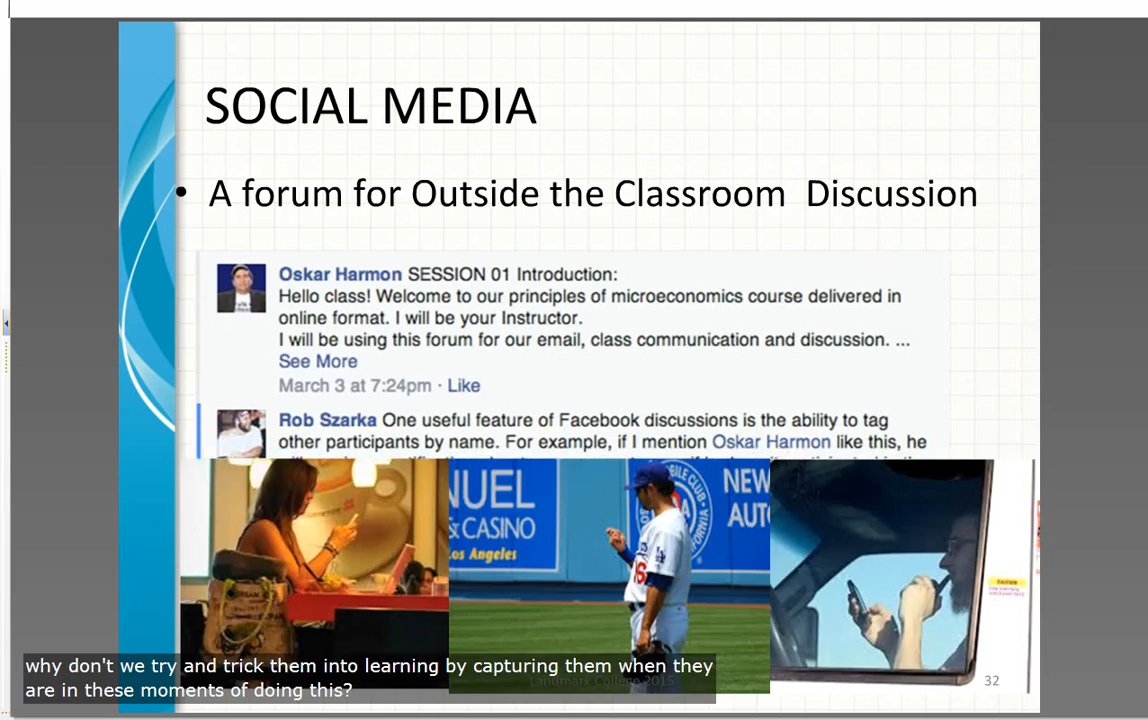 SOCIAL MEDIA
• A forum for Outside the Classroom Discussion
Oskar Harmon SESSION 01 Introduction:
Hello class! Welcome to our principles of microeconomics course delivered in
online format. I will be your Instructor.
I will be using this forum for our email, class communication and discussion. ...
See More
March 3 at 7:24pm · Like
Rob Szarka One useful feature of Facebook discussions is the ability to tag
other participants by name. For example, if I mention Oskar Harmon like this, he
NUEL
& CASINO
Los Angeles
NEW
AUTO
16
why don't we try and trick them into learning by capturing them when they
are in these moments of doing this?
Landmark College 2015
32